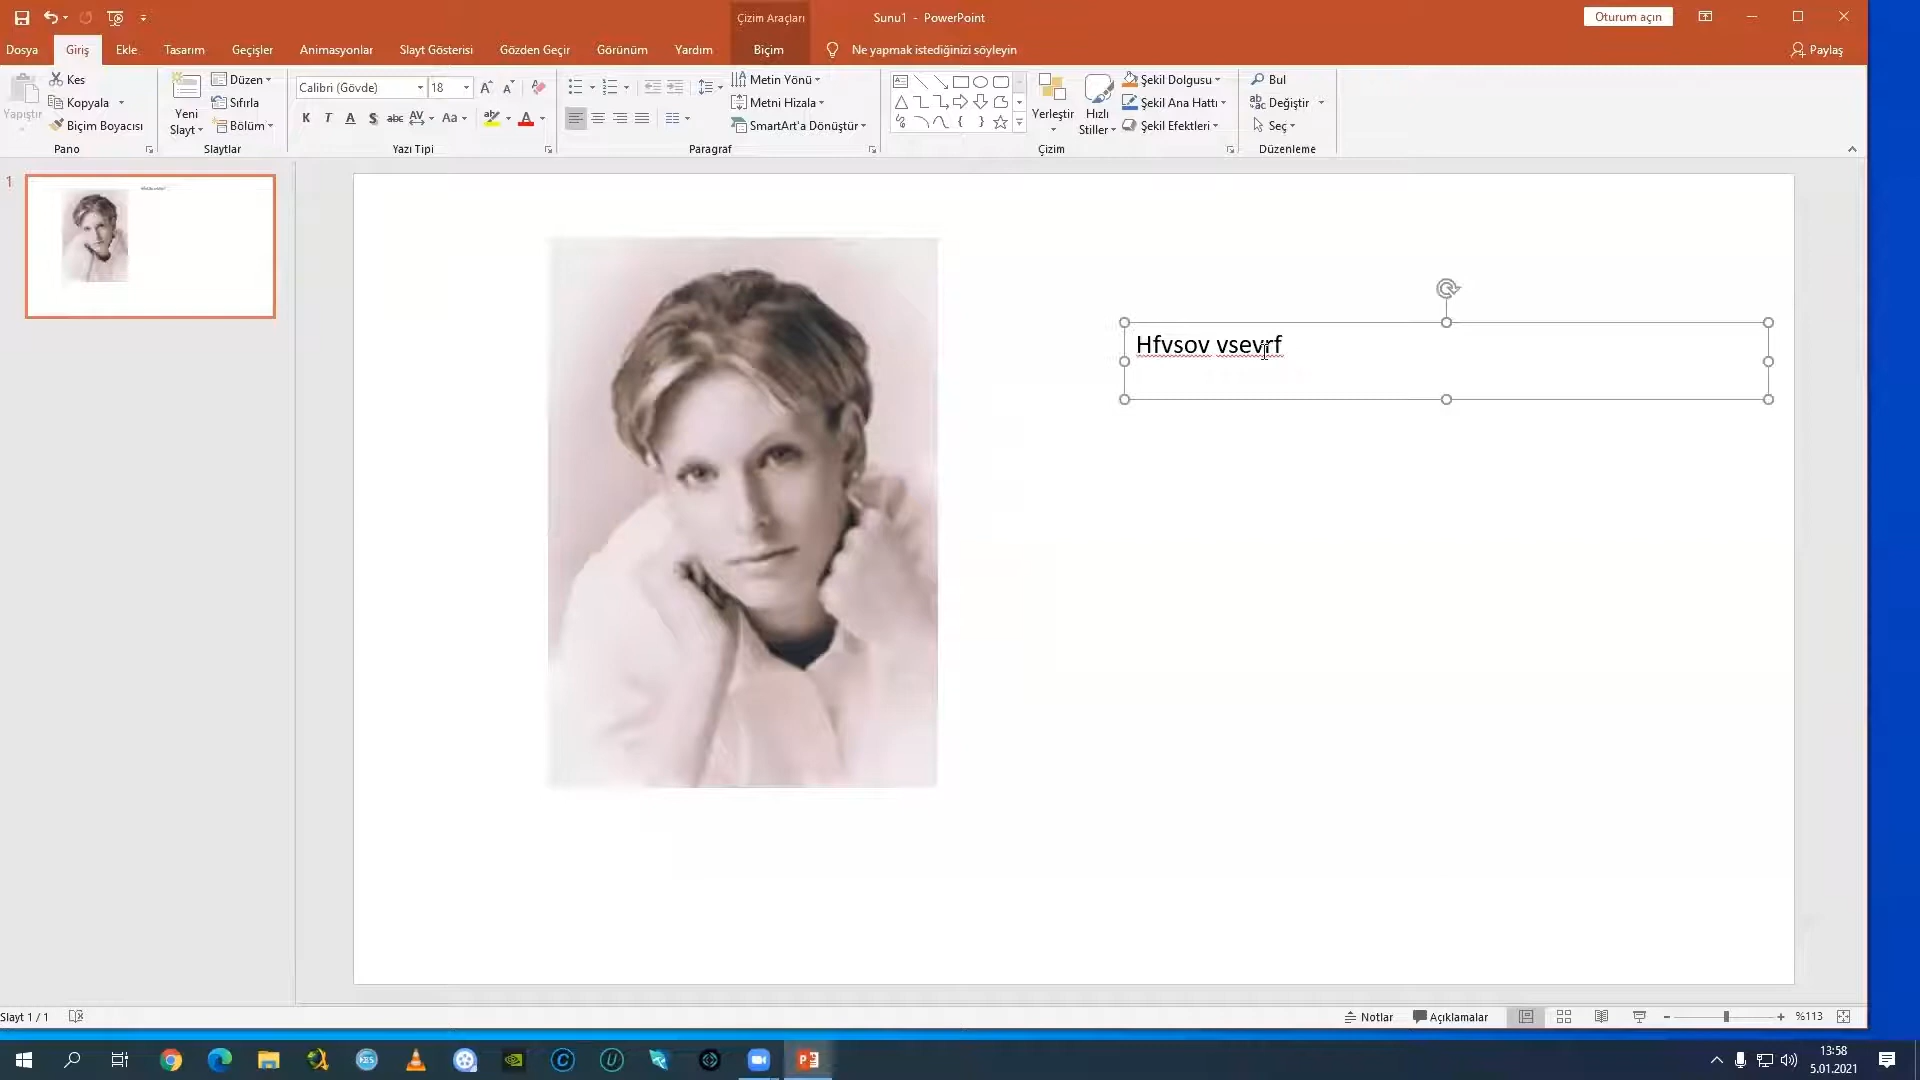 Çizim Araçları
Sunu1 - PowerPoint
Oturum açın
Dosya Giriş Ekle Tasarım Geçişler Animasyonlar Slayt Gösterisi Gözden Geçir Görünüm Yardım Biçim Ne yapmak istediğinizi söyleyin Paylaş
Yapıştır
Kes
Kopyala
Biçim Boyacısı
Pano
Yeni
Slayt
Düzen
Sıfırla
Bölüm
Slaytlar
Calibri (Gövde) 18
K T A S abc AV Aa ab A
Yazı Tipi
Metin Yönü
Metni Hizala
SmartArt'a Dönüştür
Paragraf
Yerleştir
Hızlı
Stiller
Şekil Dolgusu
Şekil Ana Hattı
Şekil Efektleri
Çizim
Bul
Değiştir
Seç
Düzenleme
1
Hfvsov vsevrf
Slayt 1 / 1
Notlar
Açıklamalar
%113
13:58
5.01.2021